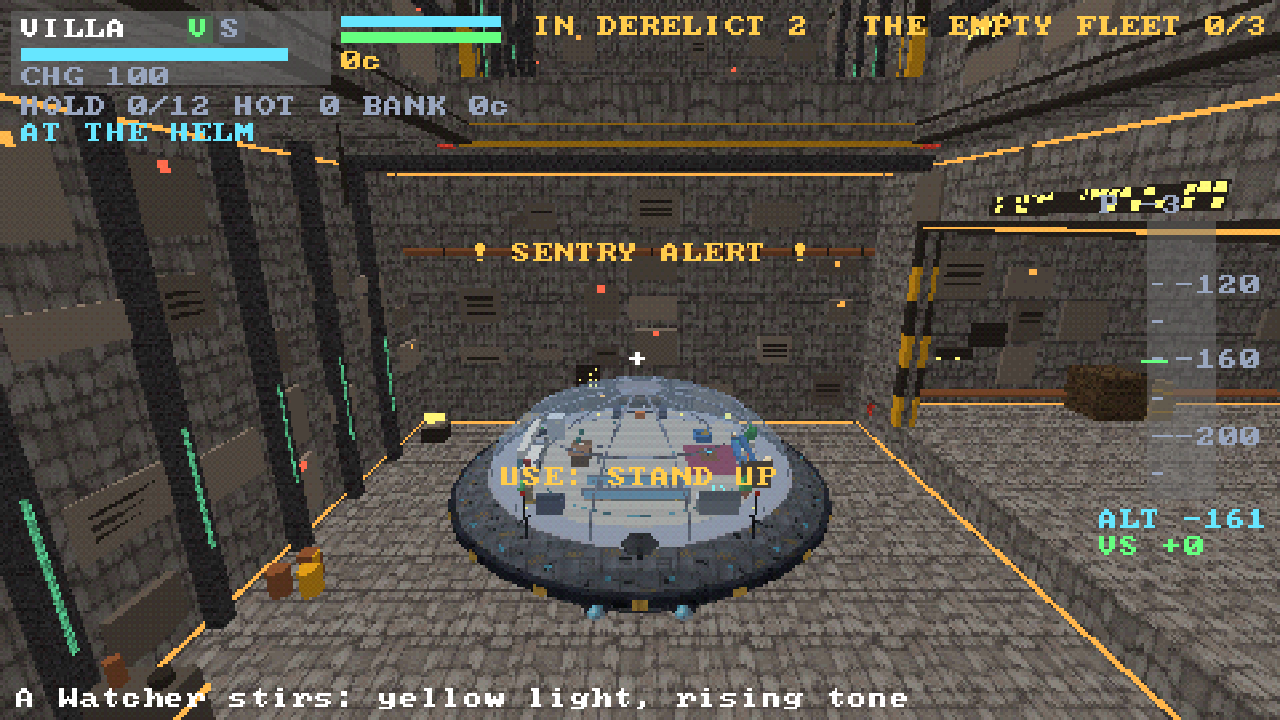 VILLA V S
IN DERELICT 2 THE EMPTY FLEET 0/3
0c
CHG 100
HOLD 0/12 HOT 0 BANK 0c
AT THE HELM
! SENTRY ALERT !
--120
-160
--200
USE: STAND UP
ALT -161
VS +0
A Watcher stirs: yellow light, rising tone